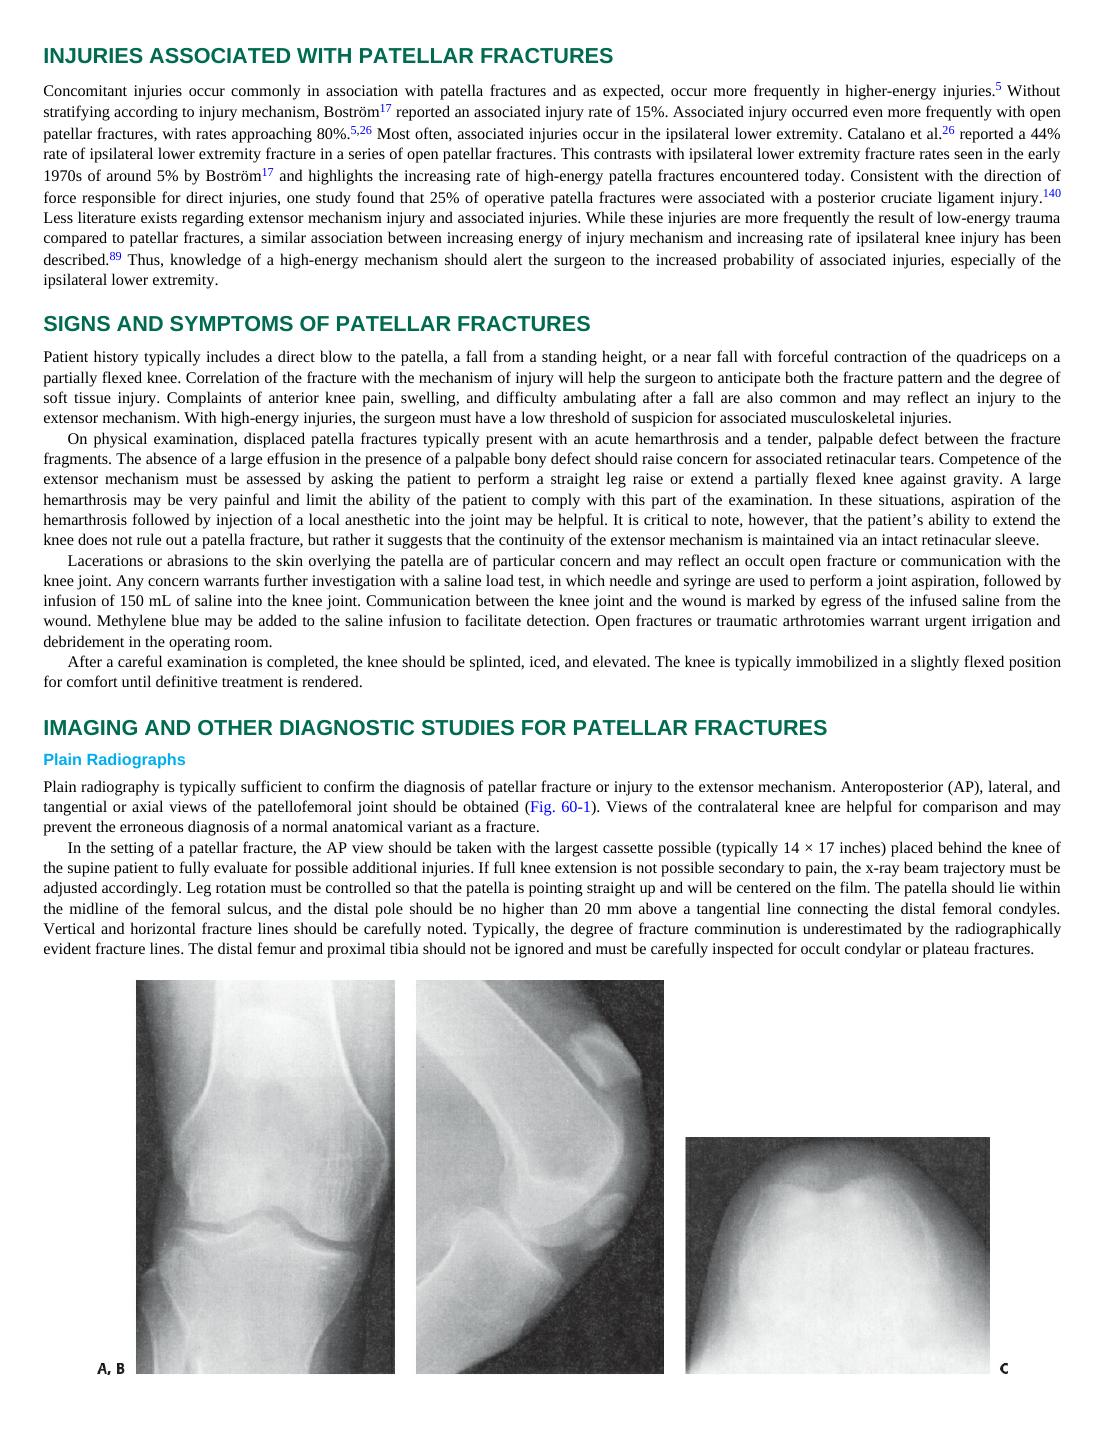 INJURIES ASSOCIATED WITH PATELLAR FRACTURES
Concomitant injuries occur commonly in association with patella fractures and as expected, occur more frequently in higher-energy injuries.5 Without
stratifying according to injury mechanism, Boström17 reported an associated injury rate of 15%. Associated injury occurred even more frequently with open
patellar fractures, with rates approaching 80%.5,26 Most often, associated injuries occur in the ipsilateral lower extremity. Catalano et al.26 reported a 44%
rate of ipsilateral lower extremity fracture in a series of open patellar fractures. This contrasts with ipsilateral lower extremity fracture rates seen in the early
1970s of around 5% by Boström17 and highlights the increasing rate of high-energy patella fractures encountered today. Consistent with the direction of
force responsible for direct injuries, one study found that 25% of operative patella fractures were associated with a posterior cruciate ligament injury.140
Less literature exists regarding extensor mechanism injury and associated injuries. While these injuries are more frequently the result of low-energy trauma
compared to patellar fractures, a similar association between increasing energy of injury mechanism and increasing rate of ipsilateral knee injury has been
described.89 Thus, knowledge of a high-energy mechanism should alert the surgeon to the increased probability of associated injuries, especially of the
ipsilateral lower extremity.
SIGNS AND SYMPTOMS OF PATELLAR FRACTURES
Patient history typically includes a direct blow to the patella, a fall from a standing height, or a near fall with forceful contraction of the quadriceps on a
partially flexed knee. Correlation of the fracture with the mechanism of injury will help the surgeon to anticipate both the fracture pattern and the degree of
soft tissue injury. Complaints of anterior knee pain, swelling, and difficulty ambulating after a fall are also common and may reflect an injury to the
extensor mechanism. With high-energy injuries, the surgeon must have a low threshold of suspicion for associated musculoskeletal injuries.
On physical examination, displaced patella fractures typically present with an acute hemarthrosis and a tender, palpable defect between the fracture
fragments. The absence of a large effusion in the presence of a palpable bony defect should raise concern for associated retinacular tears. Competence of the
extensor mechanism must be assessed by asking the patient to perform a straight leg raise or extend a partially flexed knee against gravity. A large
hemarthrosis may be very painful and limit the ability of the patient to comply with this part of the examination. In these situations, aspiration of the
hemarthrosis followed by injection of a local anesthetic into the joint may be helpful. It is critical to note, however, that the patient’s ability to extend the
knee does not rule out a patella fracture, but rather it suggests that the continuity of the extensor mechanism is maintained via an intact retinacular sleeve.
Lacerations or abrasions to the skin overlying the patella are of particular concern and may reflect an occult open fracture or communication with the
knee joint. Any concern warrants further investigation with a saline load test, in which needle and syringe are used to perform a joint aspiration, followed by
infusion of 150 mL of saline into the knee joint. Communication between the knee joint and the wound is marked by egress of the infused saline from the
wound. Methylene blue may be added to the saline infusion to facilitate detection. Open fractures or traumatic arthrotomies warrant urgent irrigation and
debridement in the operating room.
After a careful examination is completed, the knee should be splinted, iced, and elevated. The knee is typically immobilized in a slightly flexed position
for comfort until definitive treatment is rendered.
IMAGING AND OTHER DIAGNOSTIC STUDIES FOR PATELLAR FRACTURES
Plain Radiographs
Plain radiography is typically sufficient to confirm the diagnosis of patellar fracture or injury to the extensor mechanism. Anteroposterior (AP), lateral, and
tangential or axial views of the patellofemoral joint should be obtained (Fig. 60-1). Views of the contralateral knee are helpful for comparison and may
prevent the erroneous diagnosis of a normal anatomical variant as a fracture.
In the setting of a patellar fracture, the AP view should be taken with the largest cassette possible (typically 14 × 17 inches) placed behind the knee of
the supine patient to fully evaluate for possible additional injuries. If full knee extension is not possible secondary to pain, the x-ray beam trajectory must be
adjusted accordingly. Leg rotation must be controlled so that the patella is pointing straight up and will be centered on the film. The patella should lie within
the midline of the femoral sulcus, and the distal pole should be no higher than 20 mm above a tangential line connecting the distal femoral condyles.
Vertical and horizontal fracture lines should be carefully noted. Typically, the degree of fracture comminution is underestimated by the radiographically
evident fracture lines. The distal femur and proximal tibia should not be ignored and must be carefully inspected for occult condylar or plateau fractures.
A, B
C